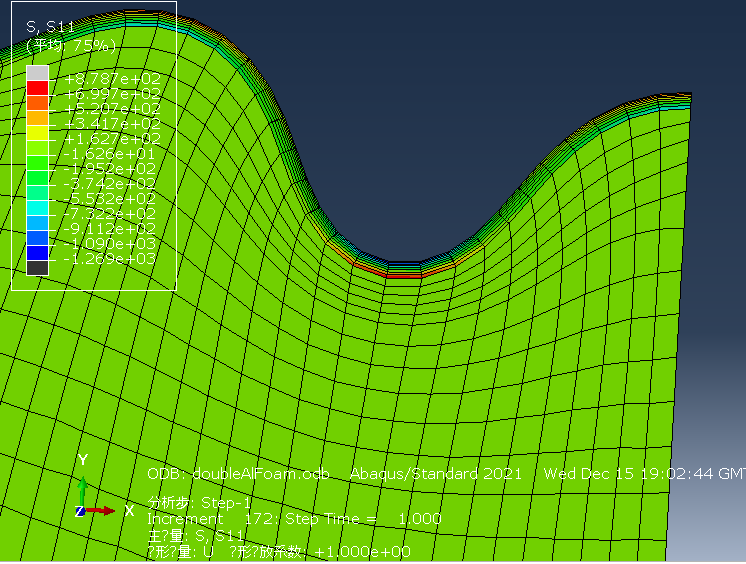 S, S11
(平均: 75%)
+8.787e+02
+6.997e+02
+5.207e+02
+3.417e+02
+1.627e+02
-1.626e+01
-1.952e+02
-3.742e+02
-5.532e+02
-7.322e+02
-9.112e+02
-1.090e+03
-1.269e+03
Y
Z X
ODB: doubleAlFoam.odb Abaqus/Standard 2021 Wed Dec 15 19:02:44 GMT
分析步: Step-1
Increment 172: Step Time = 1.000
主?量: S, S11
?形?量: U ?形?放系数: +1.000e+00